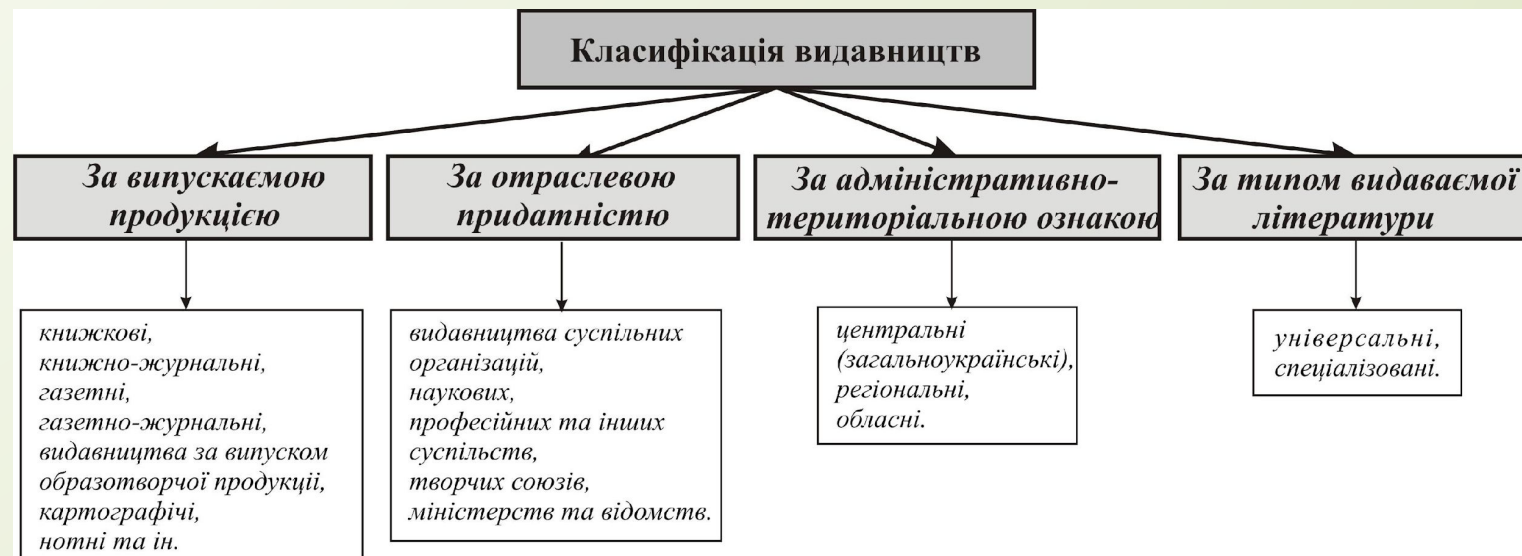 Класифікація видавництв
За випускаємою
продукцією
За отраслевою
придатністю
За адміністративно-
територіальною ознакою
За типом видаваємої
літератури
книжкові,
книжно-журнальні,
газетні,
газетно-журнальні,
видавництва за випуском
образотворчої продукції,
картографічі,
нотні та ін.
видавництва суспільних
організацій,
наукових,
професійних та інших
суспільств,
творчих союзів,
міністерств та відомств.
центральні
(загальноукраїнські),
регіональні,
обласні.
універсальні,
спеціалізовані.